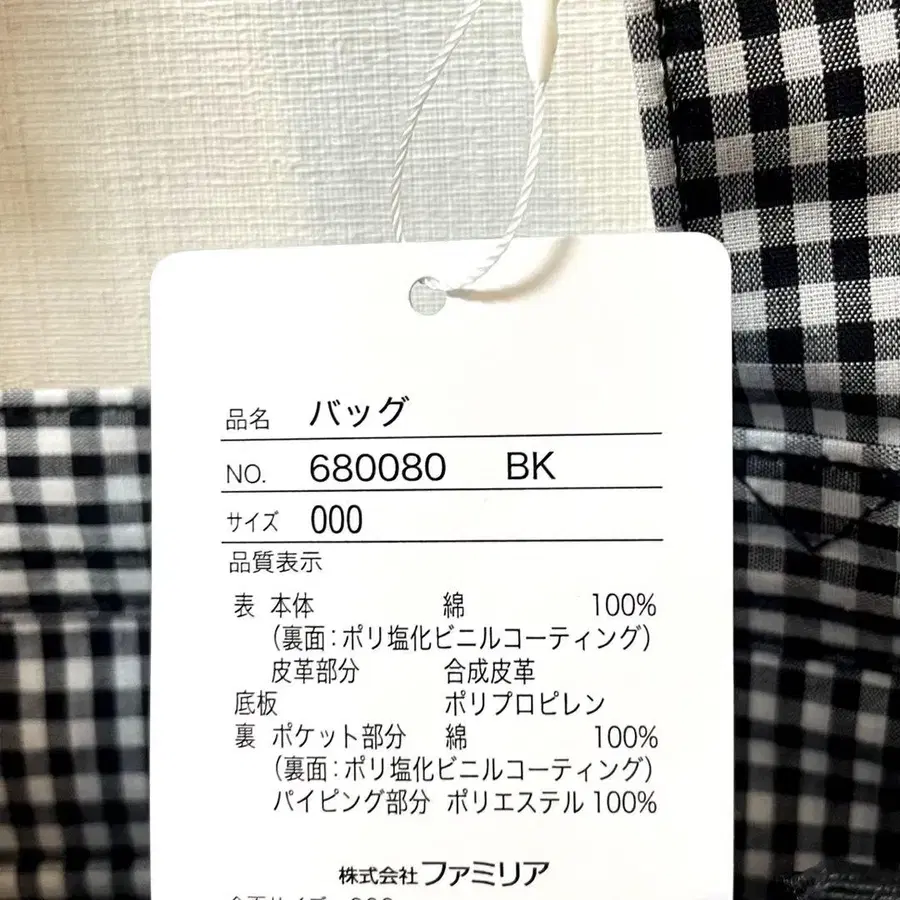 品名 バッグ
NO. 680080 BK
サイズ 000
品質表示
表 本体 綿 100%
(裏面:ポリ塩化ビニルコーティング)
皮革部分 合成皮革
底板 ポリプロピレン
裏 ポケット部分 綿 100%
(裏面:ポリ塩化ビニルコーティング)
パイピング部分 ポリエステル 100%
株式会社ファミリア